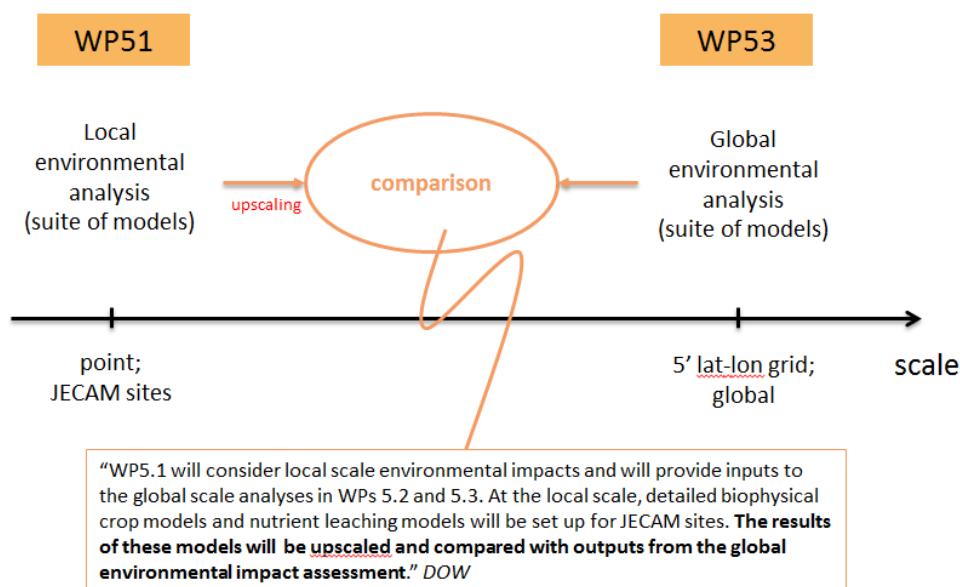 WP51
WP53
Local
environmental
analysis
(suite of models)
upscaling
comparison
Global
environmental
analysis
(suite of models)
point;
JECAM sites
5’ lat-lon grid;
global
scale
“WP5.1 will consider local scale environmental impacts and will provide inputs to
the global scale analyses in WPs 5.2 and 5.3. At the local scale, detailed biophysical
crop models and nutrient leaching models will be set up for JECAM sites. The results
of these models will be upscaled and compared with outputs from the global
environmental impact assessment.” DOW